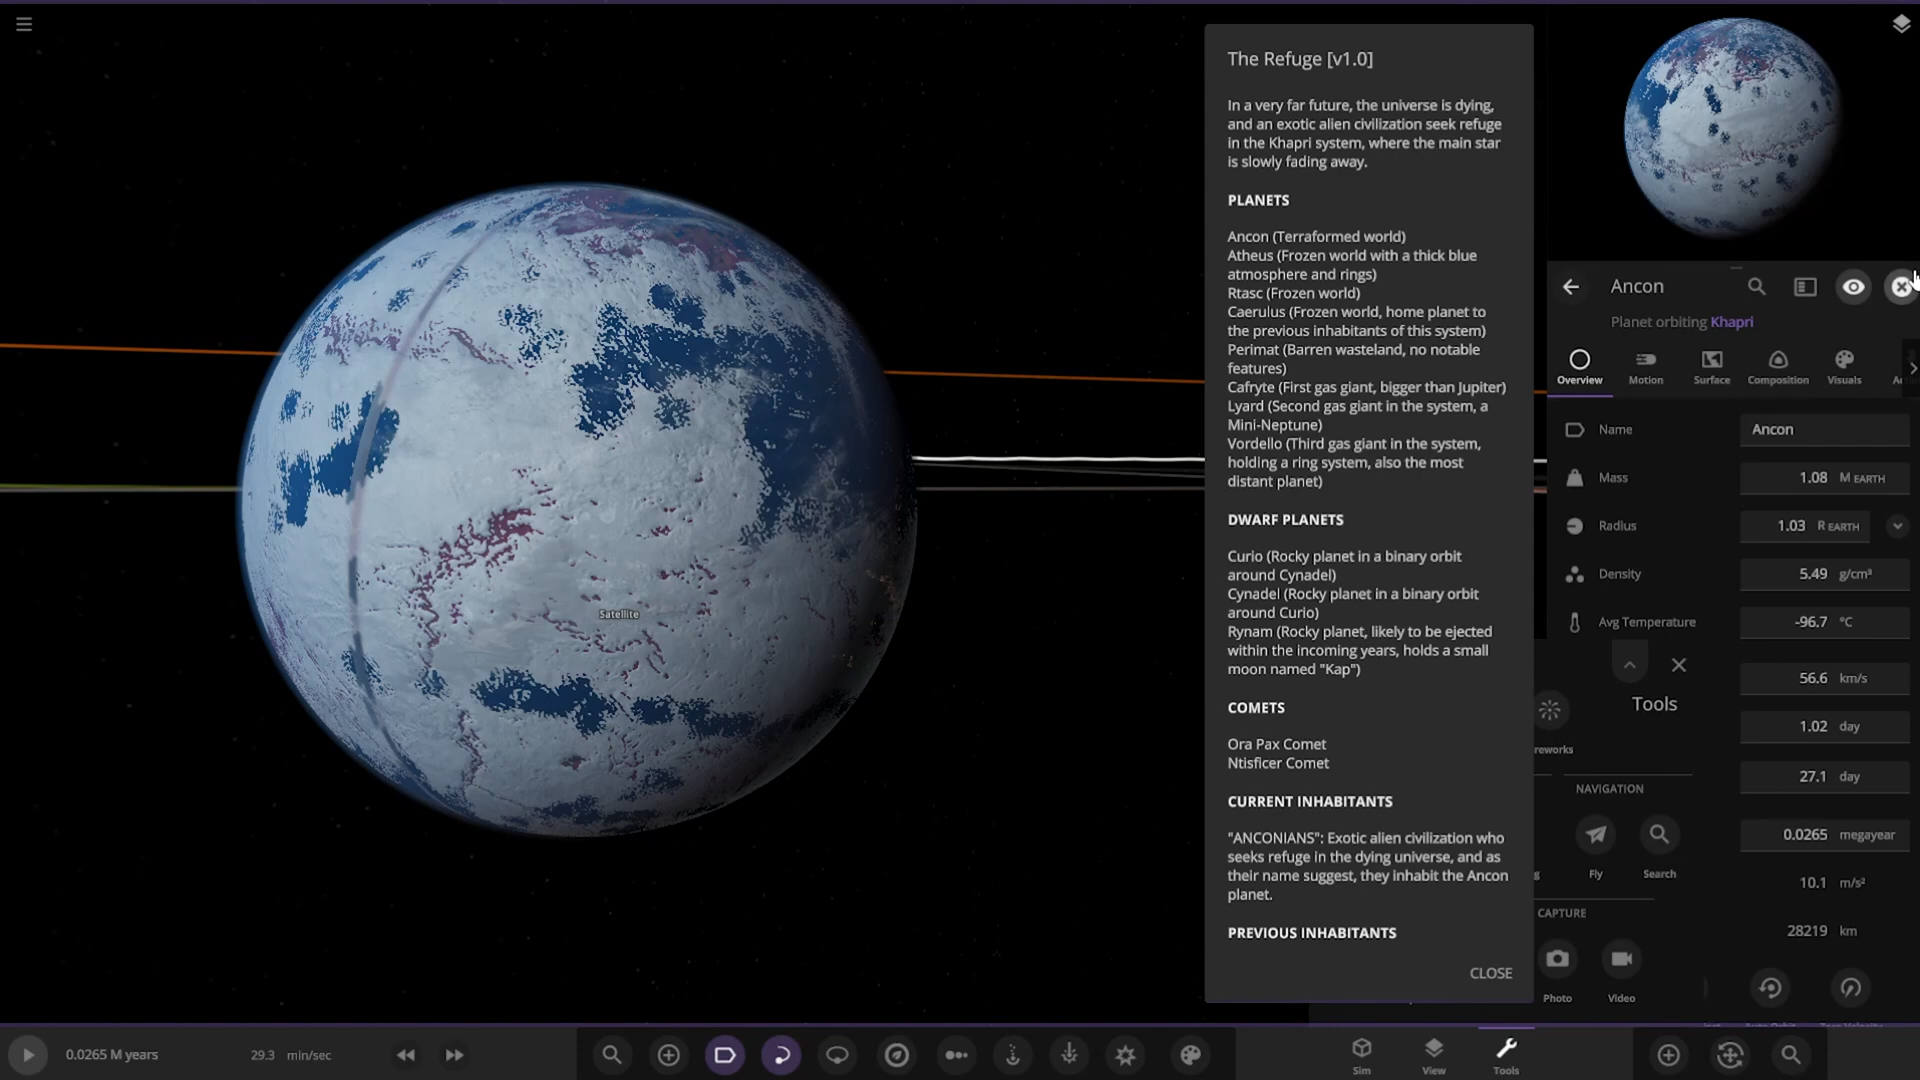 The Refuge [v1.0]
In a very far future, the universe is dying,
and an exotic alien civilization seek refuge
in the Khapri system, where the main star
is slowly fading away.
PLANETS
Ancon (Terraformed world)
Atheus (Frozen world with a thick blue
atmosphere and rings)
Rtasc (Frozen world)
Caerulus (Frozen world, home planet to
the previous inhabitants of this system)
Perimat (Barren wasteland, no notable
features)
Cafryte (First gas giant, bigger than Jupiter)
Lyard (Second gas giant in the system, a
Mini-Neptune)
Vordello (Third gas giant in the system,
holding a ring system, also the most
distant planet)
DWARF PLANETS
Curio (Rocky planet in a binary orbit
around Cynadel)
Cynadel (Rocky planet in a binary orbit
around Curio)
Rynam (Rocky planet, likely to be ejected
within the incoming years, holds a small
moon named "Kap")
COMETS
Ora Pax Comet
Ntisficer Comet
CURRENT INHABITANTS
"ANCONIANS": Exotic alien civilization who
seeks refuge in the dying universe, and as
their name suggest, they inhabit the Ancon
planet.
PREVIOUS INHABITANTS
CLOSE
Satellite
Ancon
Planet orbiting Khapri
Overview Motion Surface Composition Visuals
Name Ancon
Mass 1.08 M EARTH
Radius 1.03 R EARTH
Density 5.49 g/cm³
Avg Temperature -96.7 °C
56.6 km/s
1.02 day
27.1 day
0.0265 megayear
10.1 m/s²
28219 km
Tools
reworks
NAVIGATION
Fly Search
CAPTURE
Photo Video
0.0265 M years 29.3 min/sec
Sim View Tools